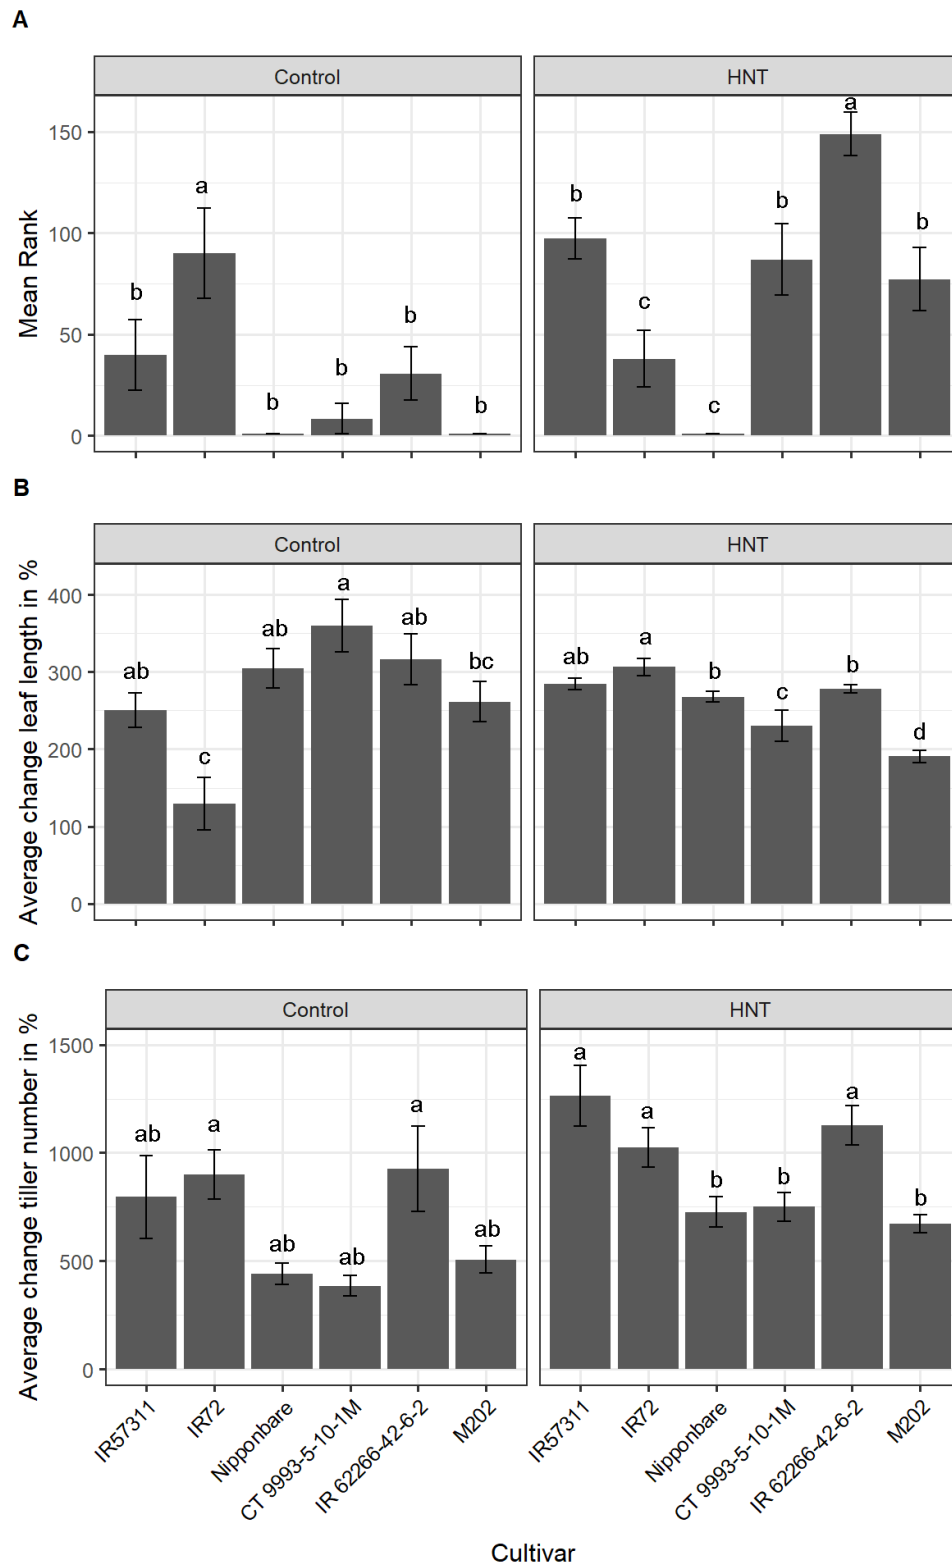 A
Control HNT
Mean Rank
150
100
50
0
b a b b b b
b c c b a b
B
Control HNT
Average change leaf length in %
400
300
200
100
0
ab c ab a ab bc
ab a b c b d
C
Control HNT
Average change tiller number in %
1500
1000
500
0
ab a ab ab a ab
a a b b a b
IR57311 IR72 Nipponbare CT 9993-5-10-1M IR 62266-42-6-2 M202
IR57311 IR72 Nipponbare CT 9993-5-10-1M IR 62266-42-6-2 M202
Cultivar